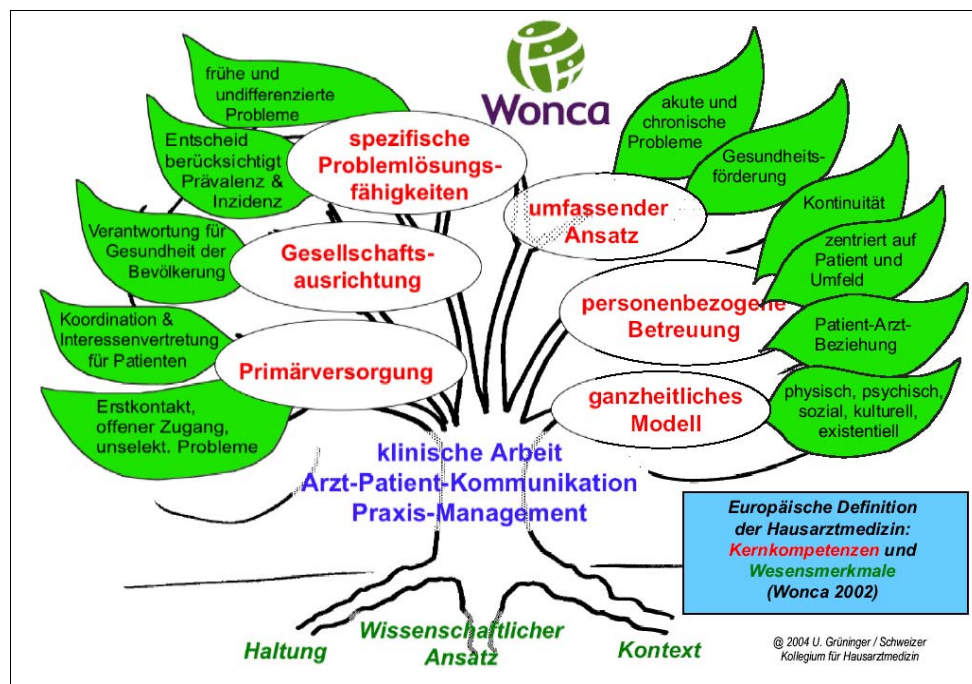 Wonca
frühe und
undifferenzierte
Probleme
Entscheid
berücksichtigt
Prävalenz &
Inzidenz
Verantwortung für
Gesundheit der
Bevölkerung
Koordination &
Interessenvertretung
für Patienten
Erstkontakt,
offener Zugang,
unselekt. Probleme
spezifische
Problemlösungs-
fähigkeiten
Gesellschafts-
ausrichtung
Primärversorgung
umfassender
Ansatz
personenbezogene
Betreuung
ganzheitliches
Modell
akute und
chronische
Probleme
Gesundheits-
förderung
Kontinuität
zentriert auf
Patient und
Umfeld
Patient-Arzt-
Beziehung
physisch, psychisch,
sozial, kulturell,
existentiell
klinische Arbeit
Arzt-Patient-Kommunikation
Praxis-Management
Europäische Definition
der Hausarztmedizin:
Kernkompetenzen und
Wesensmerkmale
(Wonca 2002)
Haltung
Wissenschaftlicher
Ansatz
Kontext
@ 2004 U. Grüninger / Schweizer
Kollegium für Hausarztmedizin